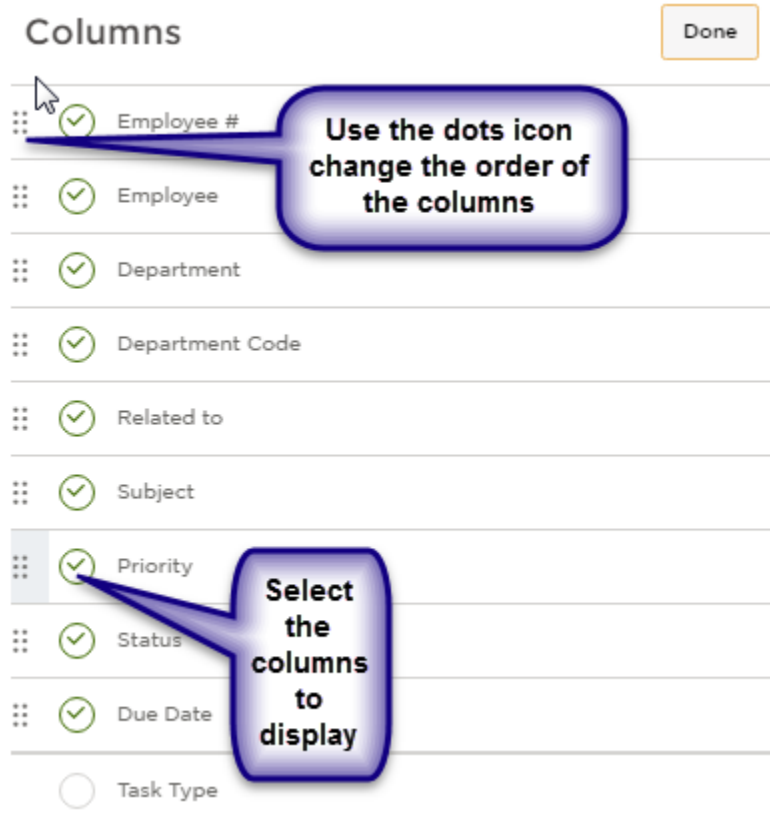 Columns
Done
Employee #
Use the dots icon
change the order of
the columns
Employee
Department
Department Code
Related to
Subject
Priority
Select
the
columns
to
display
Status
Due Date
Task Type